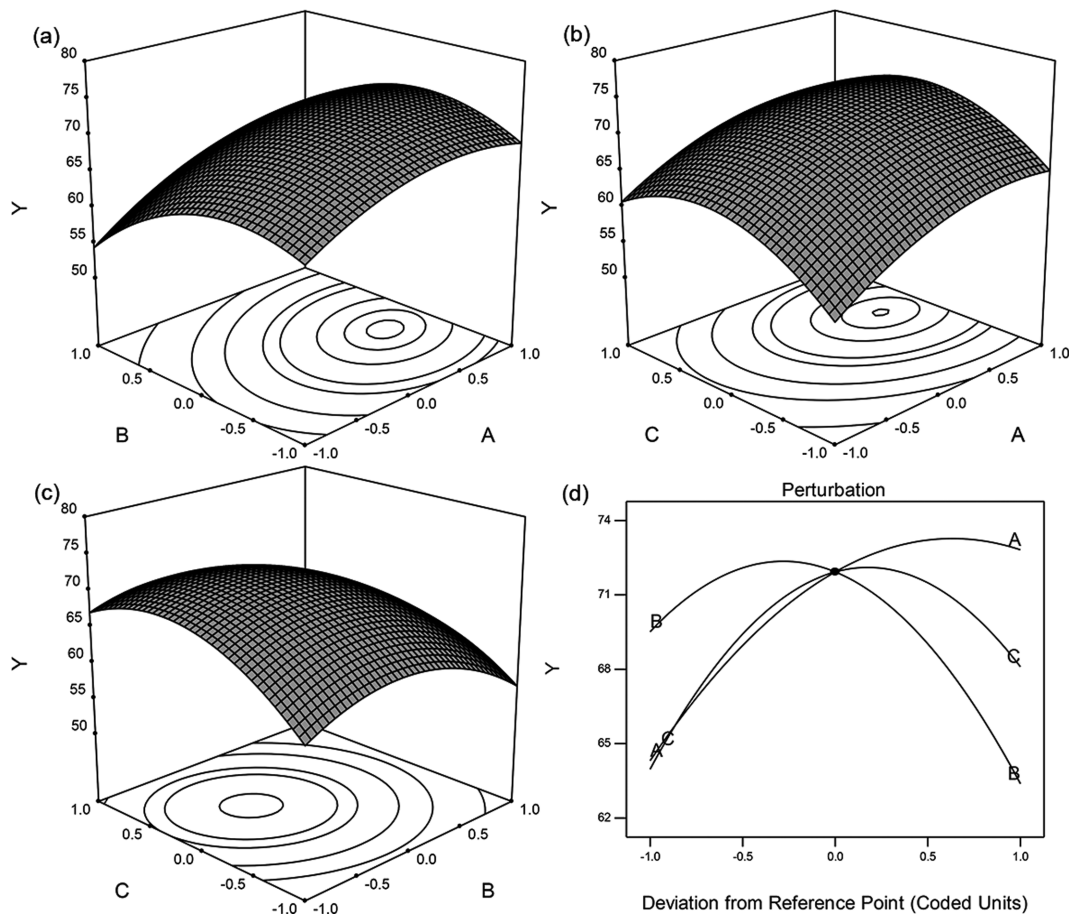 (a)
80
75
70
65
60
55
50
Y
1.0
0.5
0.0
-0.5
-1.0
B
-1.0
-0.5
0.0
0.5
1.0
A
(b)
80
75
70
65
60
55
50
Y
1.0
0.5
0.0
-0.5
-1.0
C
-1.0
-0.5
0.0
0.5
1.0
A
(c)
80
75
70
65
60
55
50
Y
1.0
0.5
0.0
-0.5
-1.0
C
-1.0
-0.5
0.0
0.5
1.0
B
(d)
Perturbation
74
71
68
65
62
Y
A
B
C
A
C
B
-1.0
-0.5
0.0
0.5
1.0
Deviation from Reference Point (Coded Units)